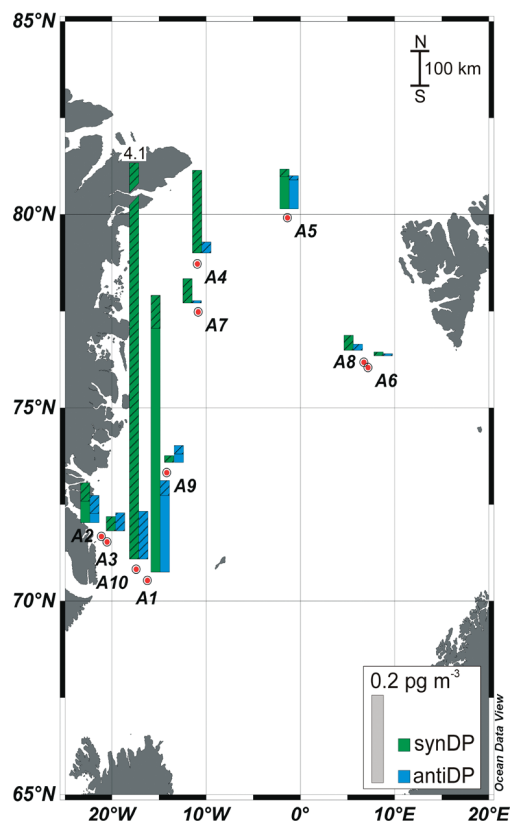 85°N
N
100 km
S
4.1
80°N
A5
A4
A7
A8
A6
75°N
A9
A2
A3
A10
A1
70°N
0.2 pg m⁻³
synDP
antiDP
Ocean Data View
65°N
20°W
10°W
0°
10°E
20°E